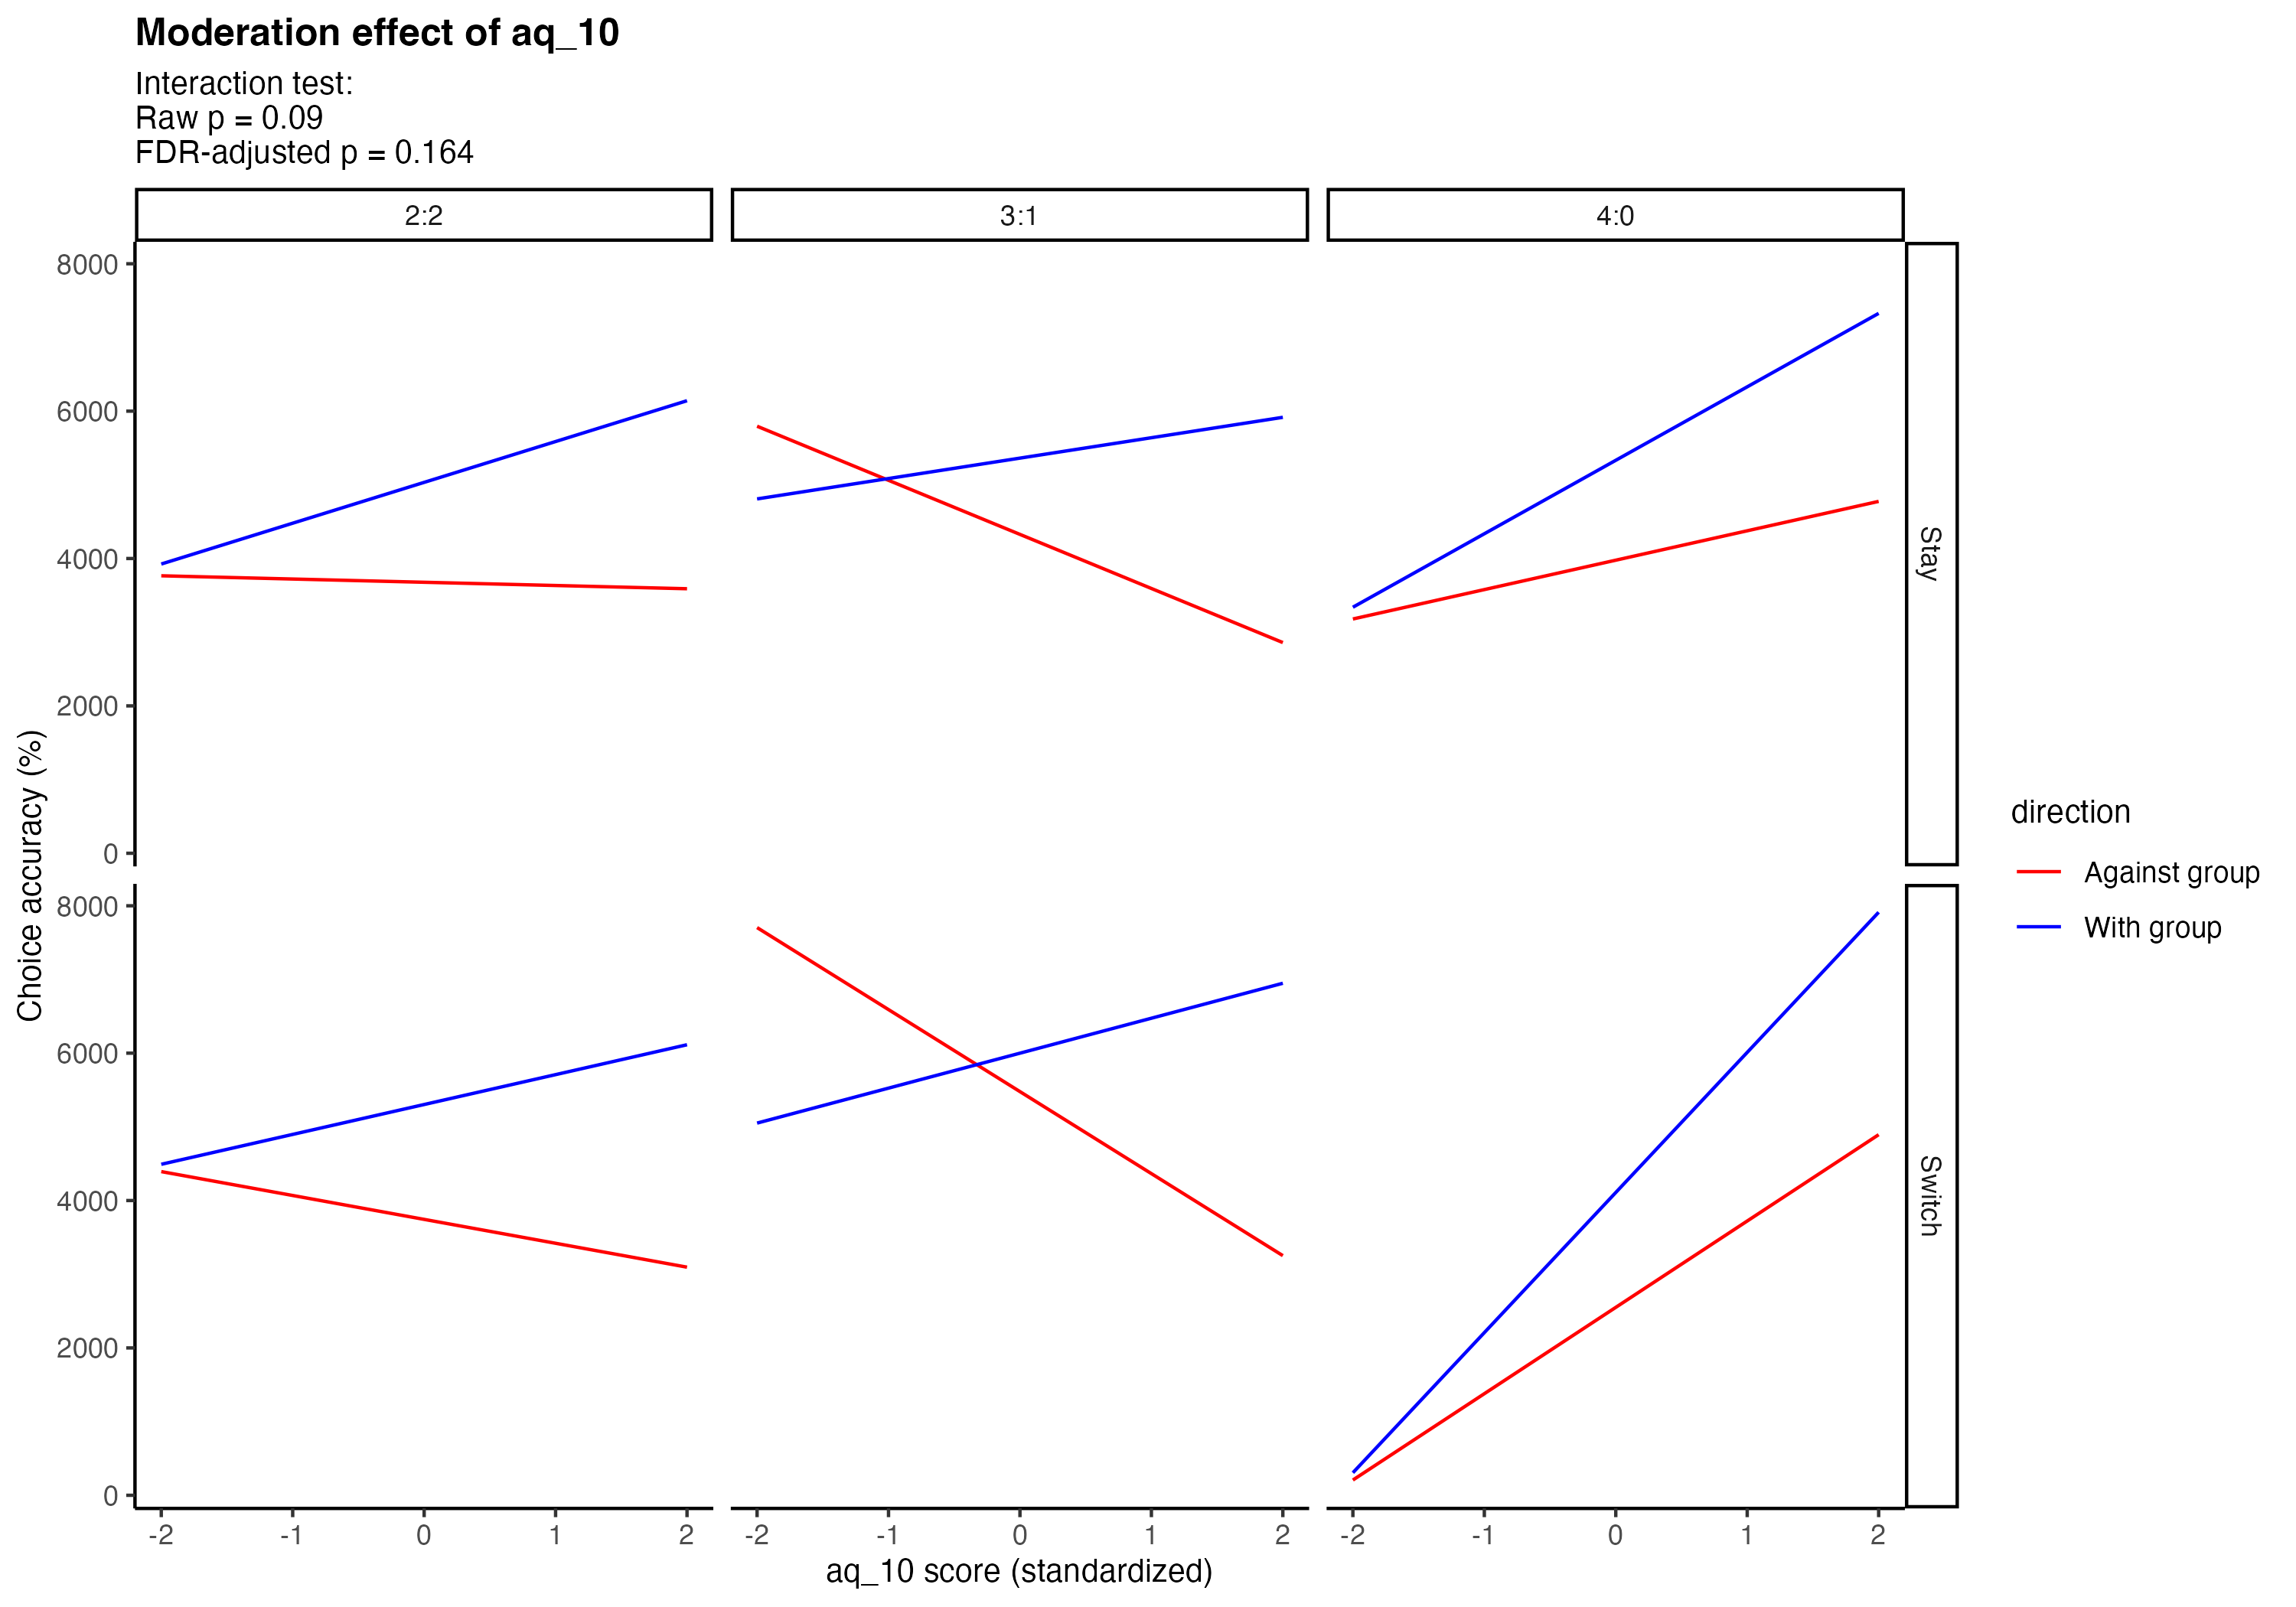 Moderation effect of aq_10
Interaction test:
Raw p = 0.09
FDR-adjusted p = 0.164
2:2
3:1
4:0
8000
6000
4000
2000
0
Stay
8000
6000
4000
2000
0
Switch
Choice accuracy (%)
-2 -1 0 1 2
-2 -1 0 1 2
-2 -1 0 1 2
aq_10 score (standardized)
direction
Against group
With group